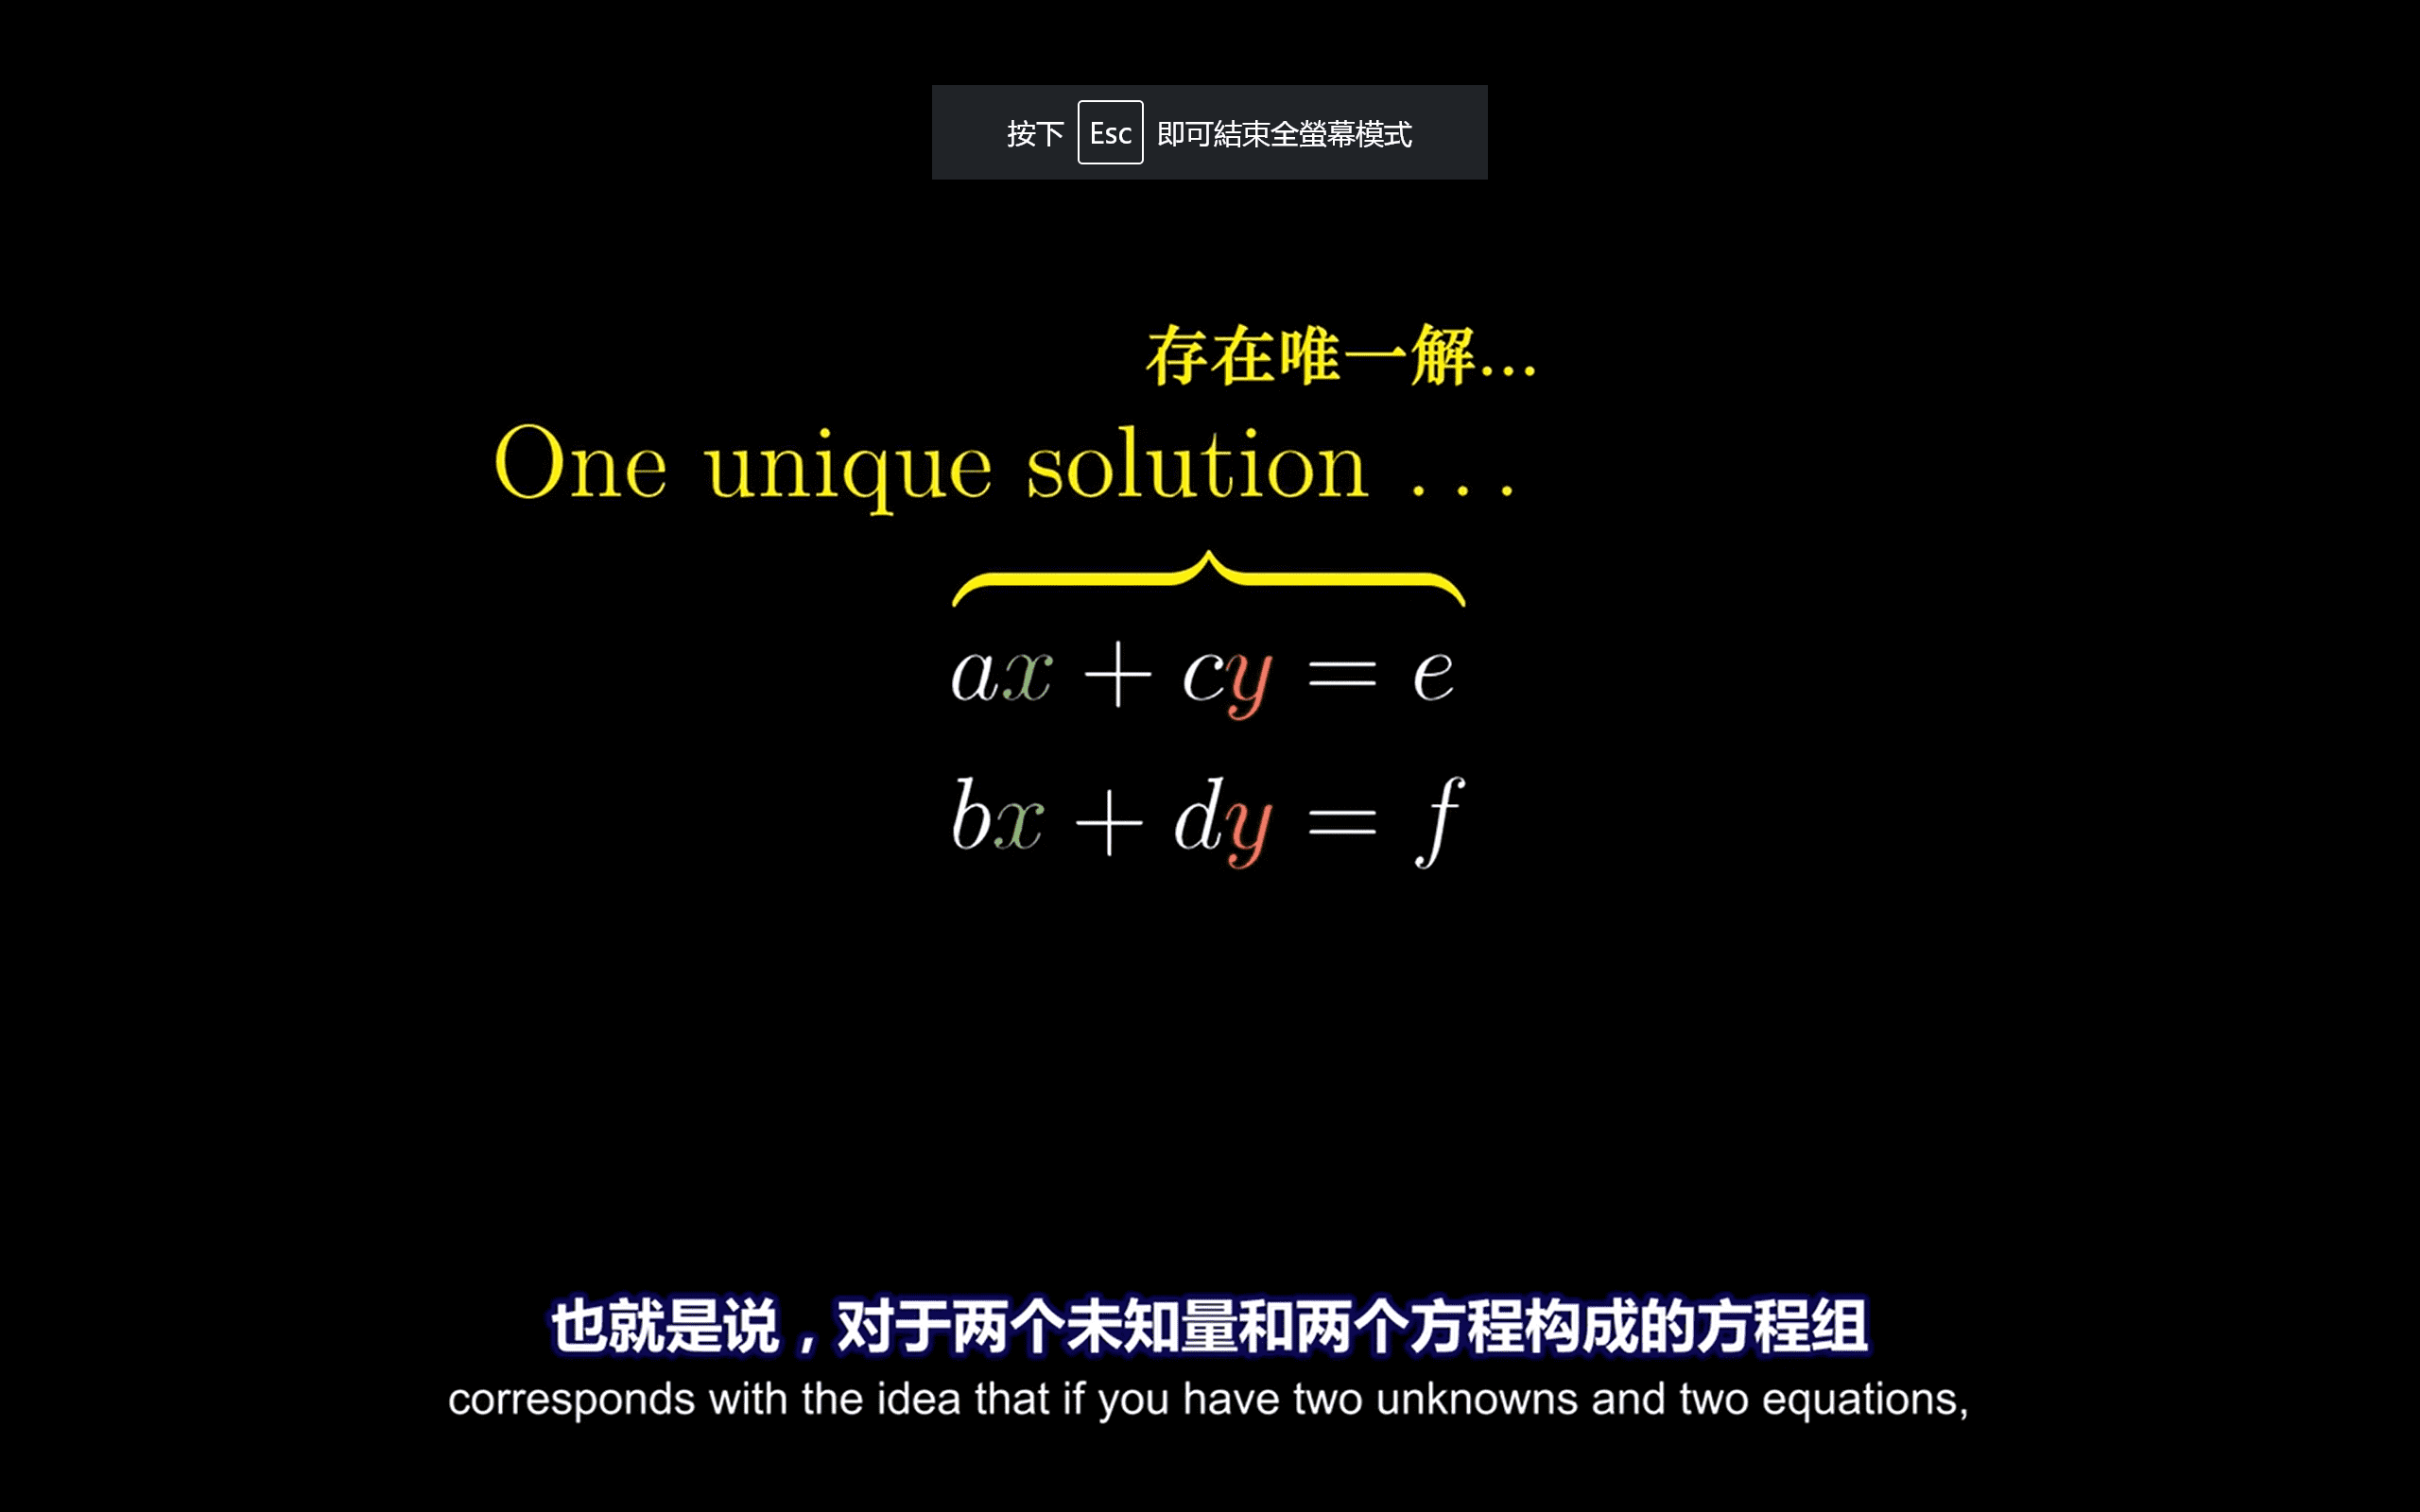 按下 Esc 即可結束全螢幕模式
存在唯一解...
One unique solution ...
ax + cy = e
bx + dy = f
也就是说，对于两个未知量和两个方程构成的方程组
corresponds with the idea that if you have two unknowns and two equations,